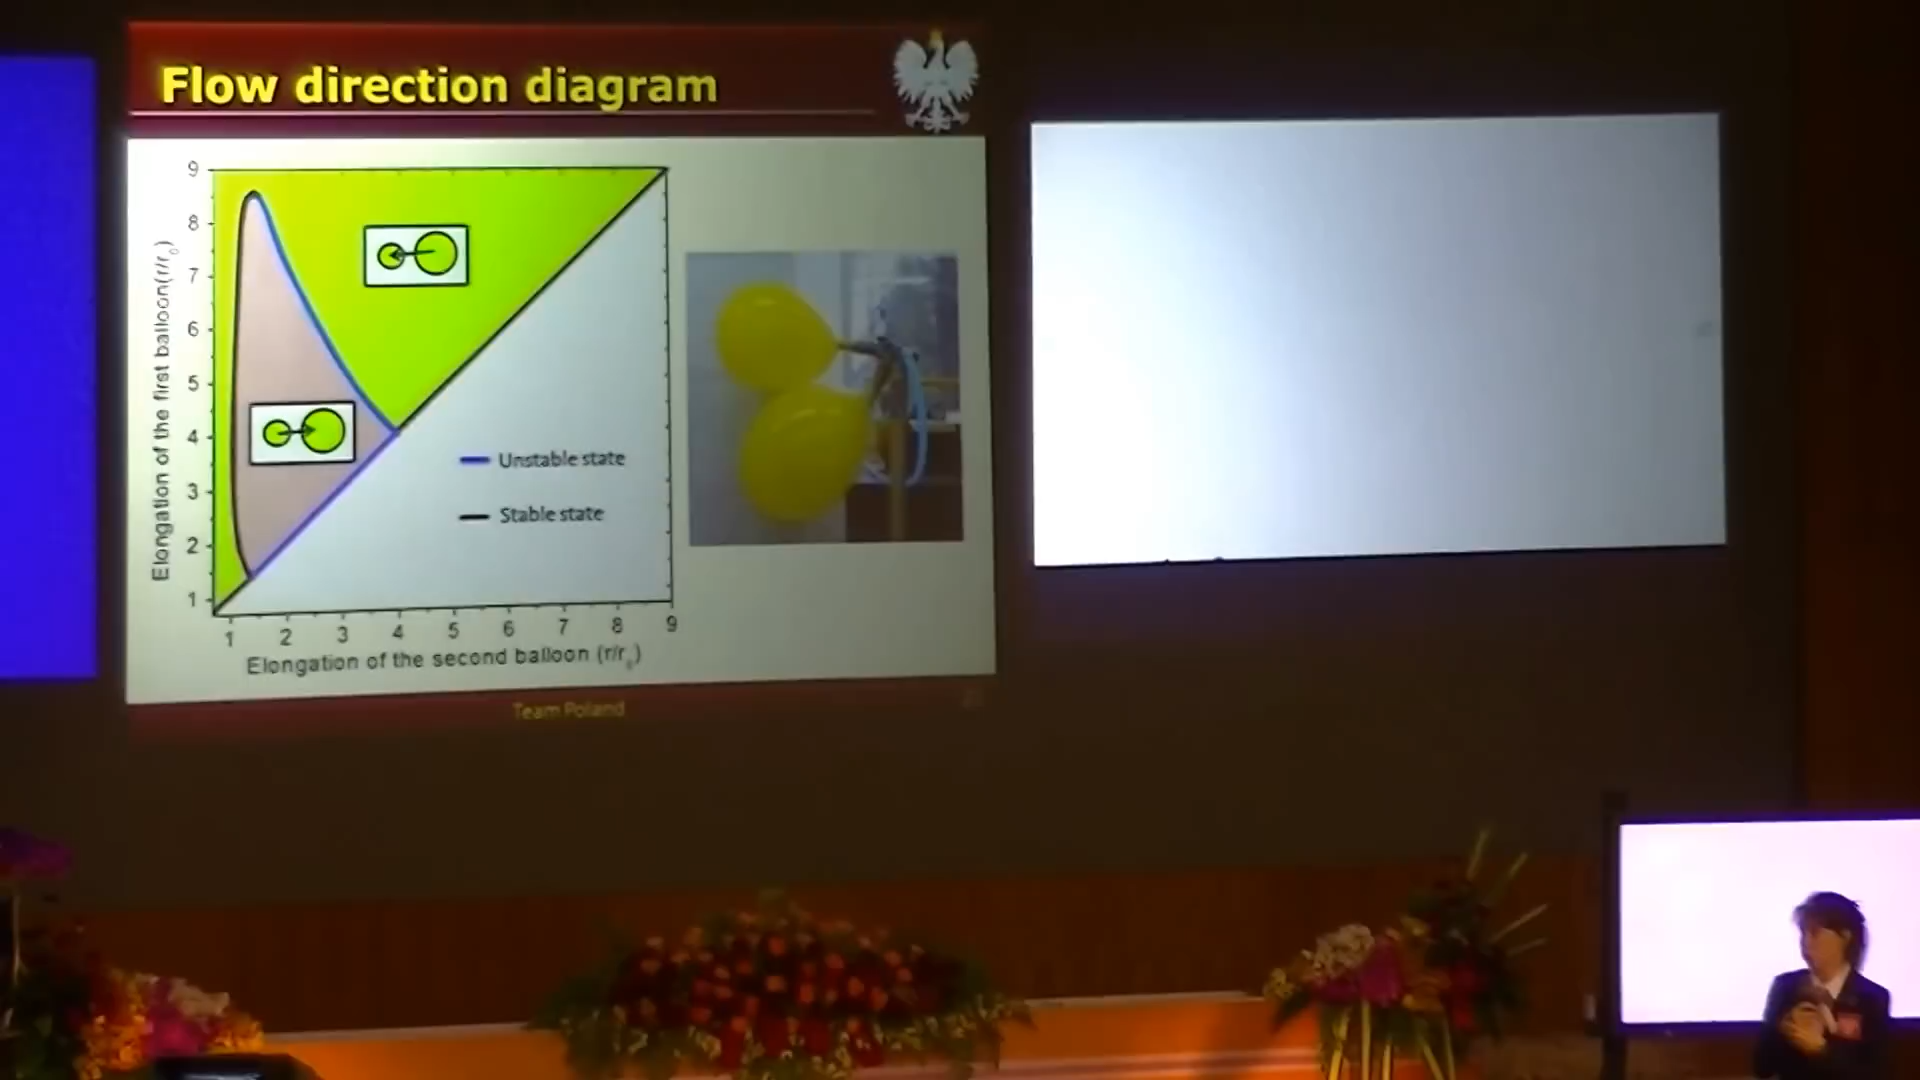 Flow direction diagram
Elongation of the first balloon(r/r0)
9
8
7
6
5
4
3
2
1
Unstable state
Stable state
1 2 3 4 5 6 7 8 9
Elongation of the second balloon (r/r0)
Team Poland